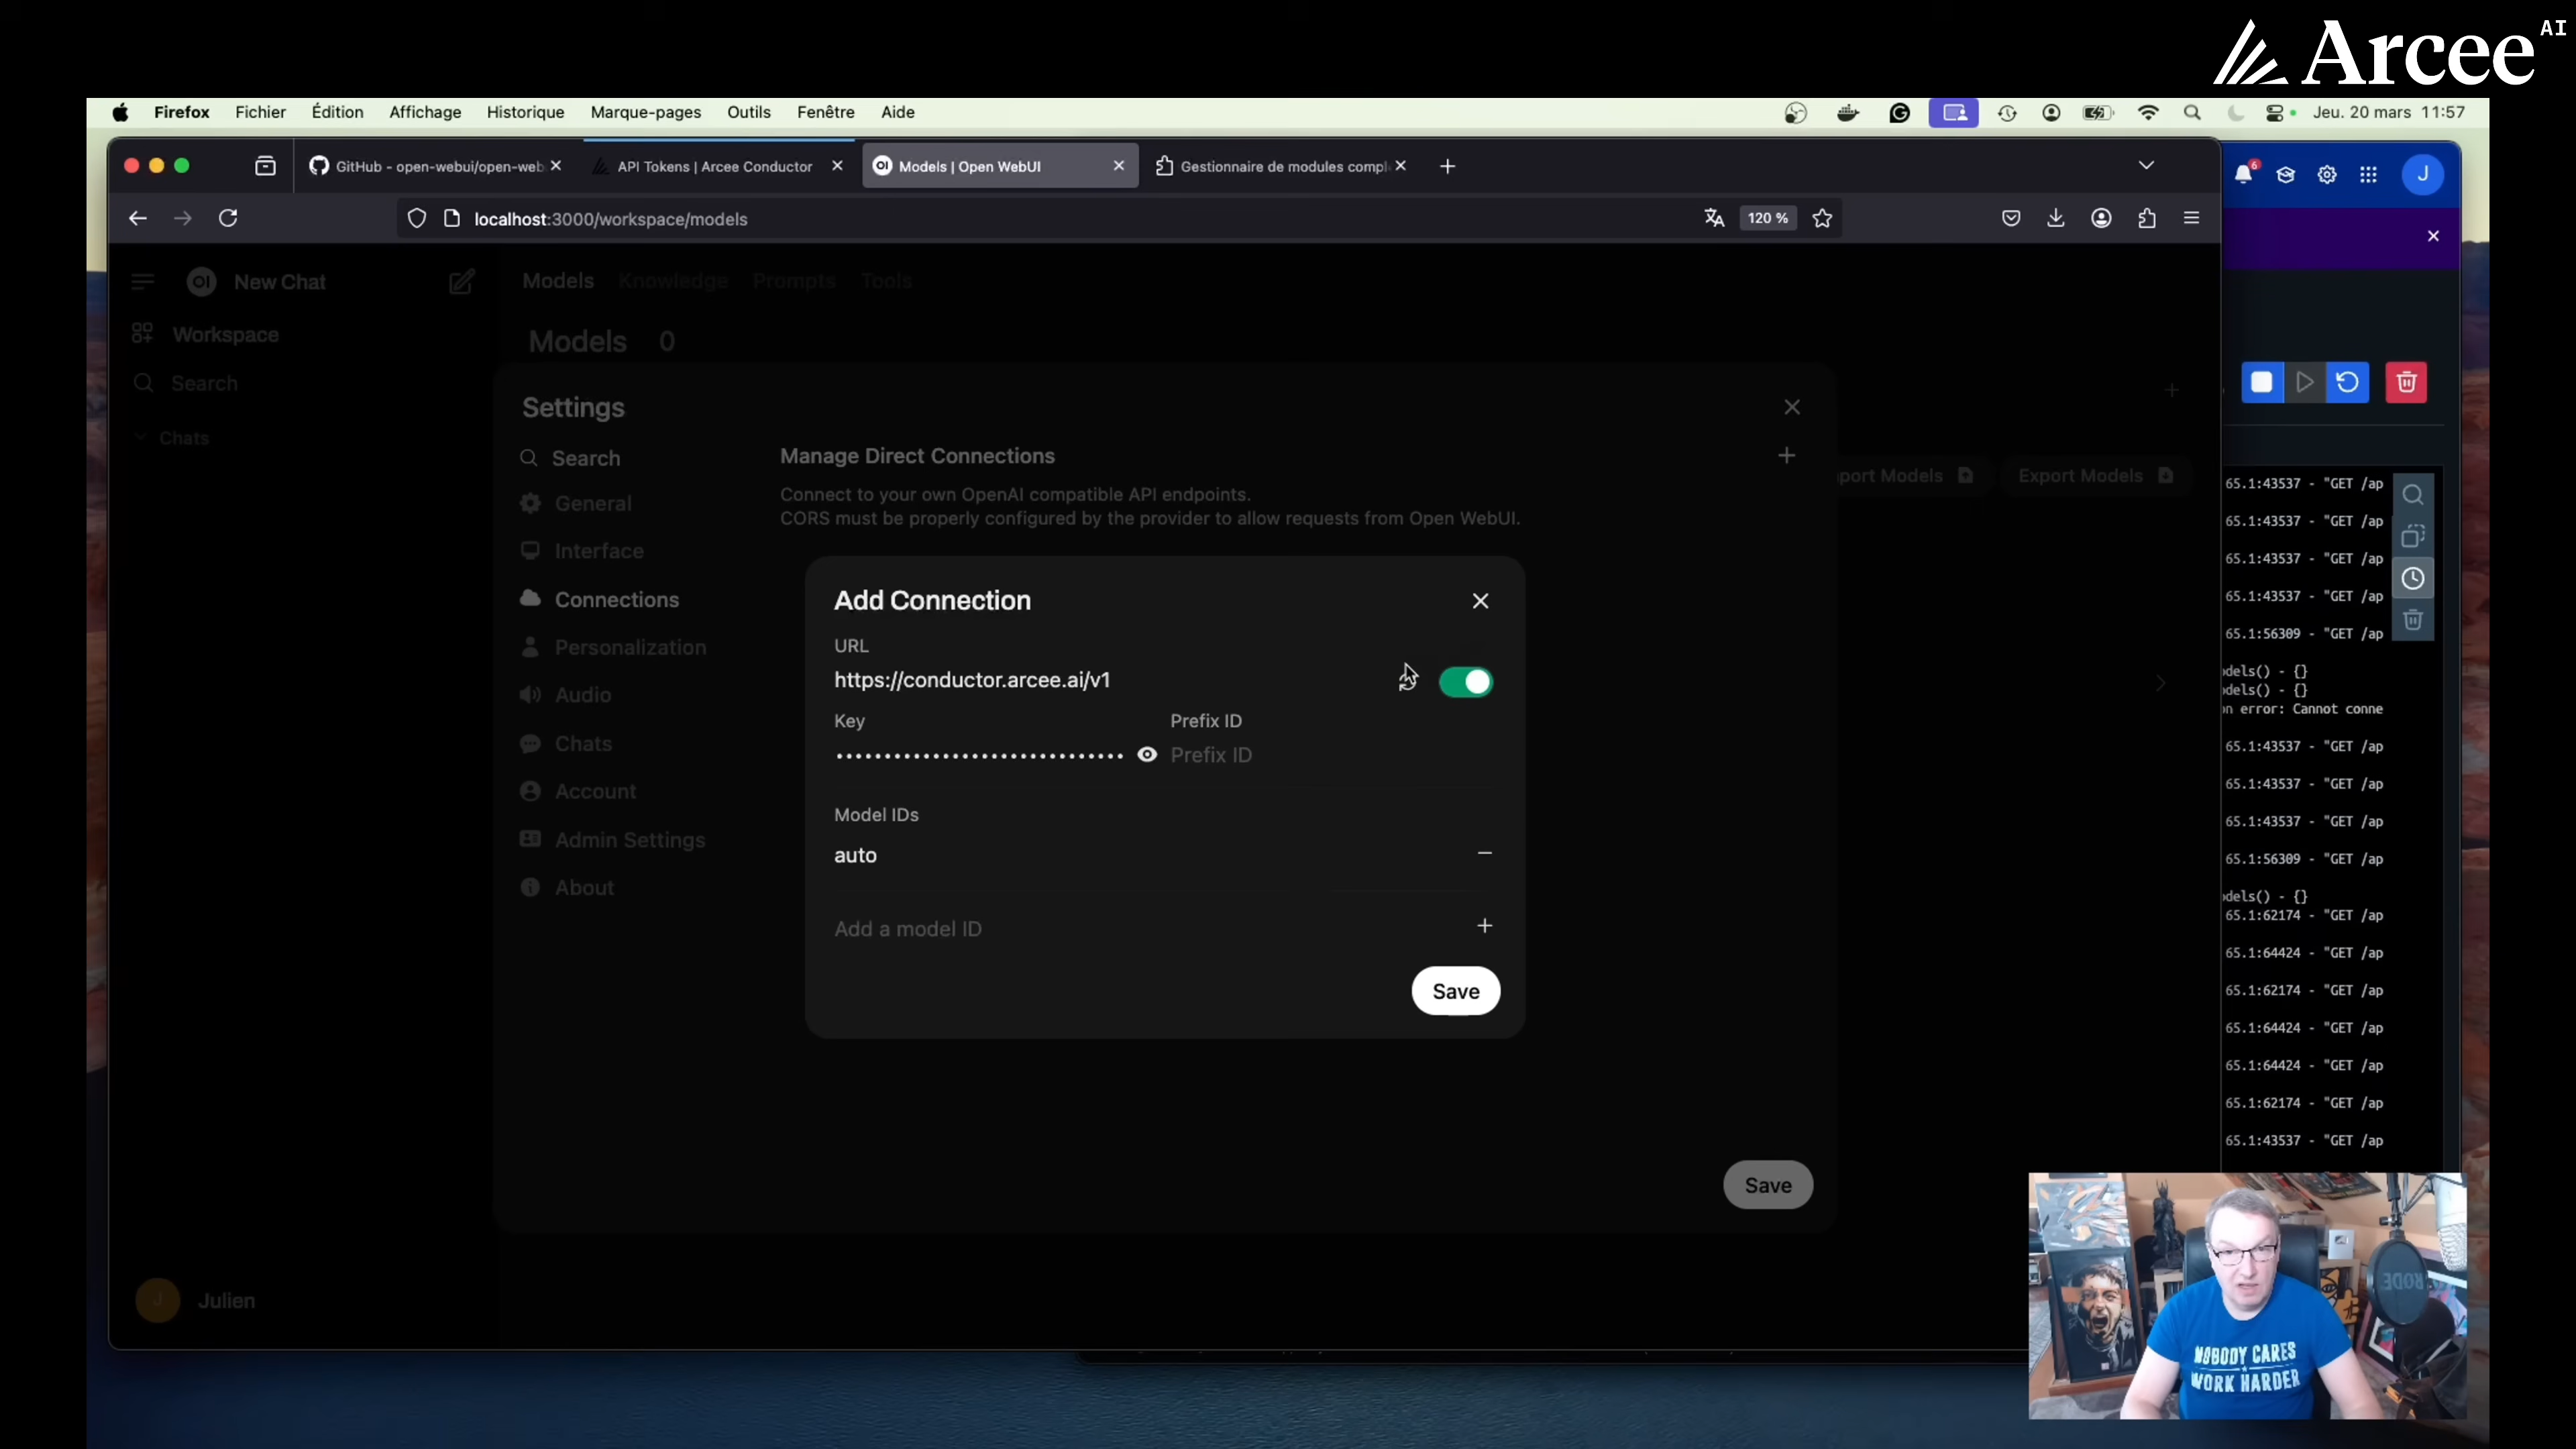 Arcee AI
Firefox Fichier Édition Affichage Historique Marque-pages Outils Fenêtre Aide
Jeu. 20 mars 11:57
GitHub - open-webui/open-web
API Tokens | Arcee Conductor
Models | Open WebUI
Gestionnaire de modules compl
6
J
localhost:3000/workspace/models
120 %
New Chat
Workspace
Search
Chats
Models Knowledge Prompts Tools
Models 0
port Models
Export Models
Settings
Search
General
Interface
Connections
Personalization
Audio
Chats
Account
Admin Settings
About
Manage Direct Connections
Connect to your own OpenAI compatible API endpoints.
CORS must be properly configured by the provider to allow requests from Open WebUI.
Add Connection
URL
https://conductor.arcee.ai/v1
Key Prefix ID
Prefix ID
Model IDs
auto
Add a model ID
Save
Save
J Julien
65.1:43537 - "GET /ap
65.1:43537 - "GET /ap
65.1:43537 - "GET /ap
65.1:43537 - "GET /ap
65.1:56309 - "GET /ap
odels() - {}
odels() - {}
on error: Cannot conne
65.1:43537 - "GET /ap
65.1:43537 - "GET /ap
65.1:43537 - "GET /ap
65.1:56309 - "GET /ap
odels() - {}
65.1:62174 - "GET /ap
65.1:64424 - "GET /ap
65.1:62174 - "GET /ap
65.1:64424 - "GET /ap
65.1:64424 - "GET /ap
65.1:62174 - "GET /ap
65.1:43537 - "GET /ap
RODE
NOBODY CARES
WORK HARDER